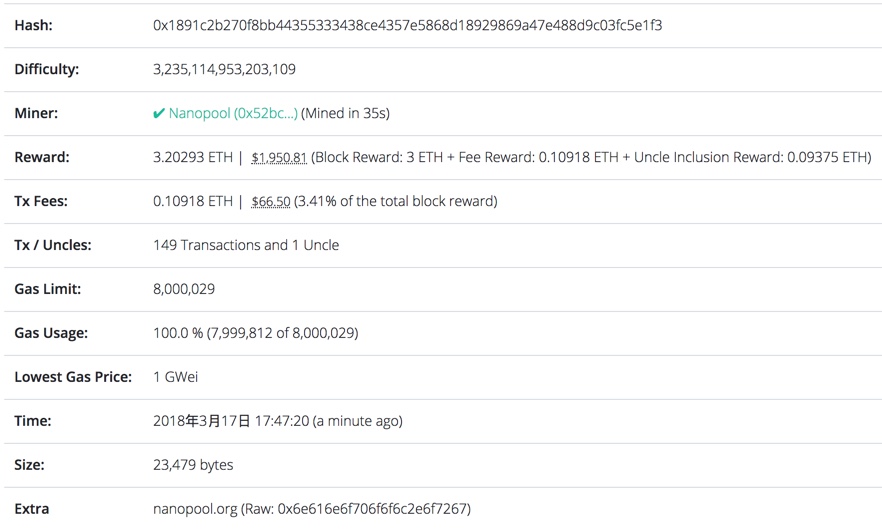 Hash: 0x1891c2b270f8bb44355333438ce4357e5868d18929869a47e488d9c03fc5e1f3
Difficulty: 3,235,114,953,203,109
Miner: ✔ Nanopool (0x52bc...) (Mined in 35s)
Reward: 3.20293 ETH | $1,950.81 (Block Reward: 3 ETH + Fee Reward: 0.10918 ETH + Uncle Inclusion Reward: 0.09375 ETH)
Tx Fees: 0.10918 ETH | $66.50 (3.41% of the total block reward)
Tx / Uncles: 149 Transactions and 1 Uncle
Gas Limit: 8,000,029
Gas Usage: 100.0 % (7,999,812 of 8,000,029)
Lowest Gas Price: 1 GWei
Time: 2018年3月17日 17:47:20 (a minute ago)
Size: 23,479 bytes
Extra nanopool.org (Raw: 0x6e616e6f706f6f6c2e6f7267)